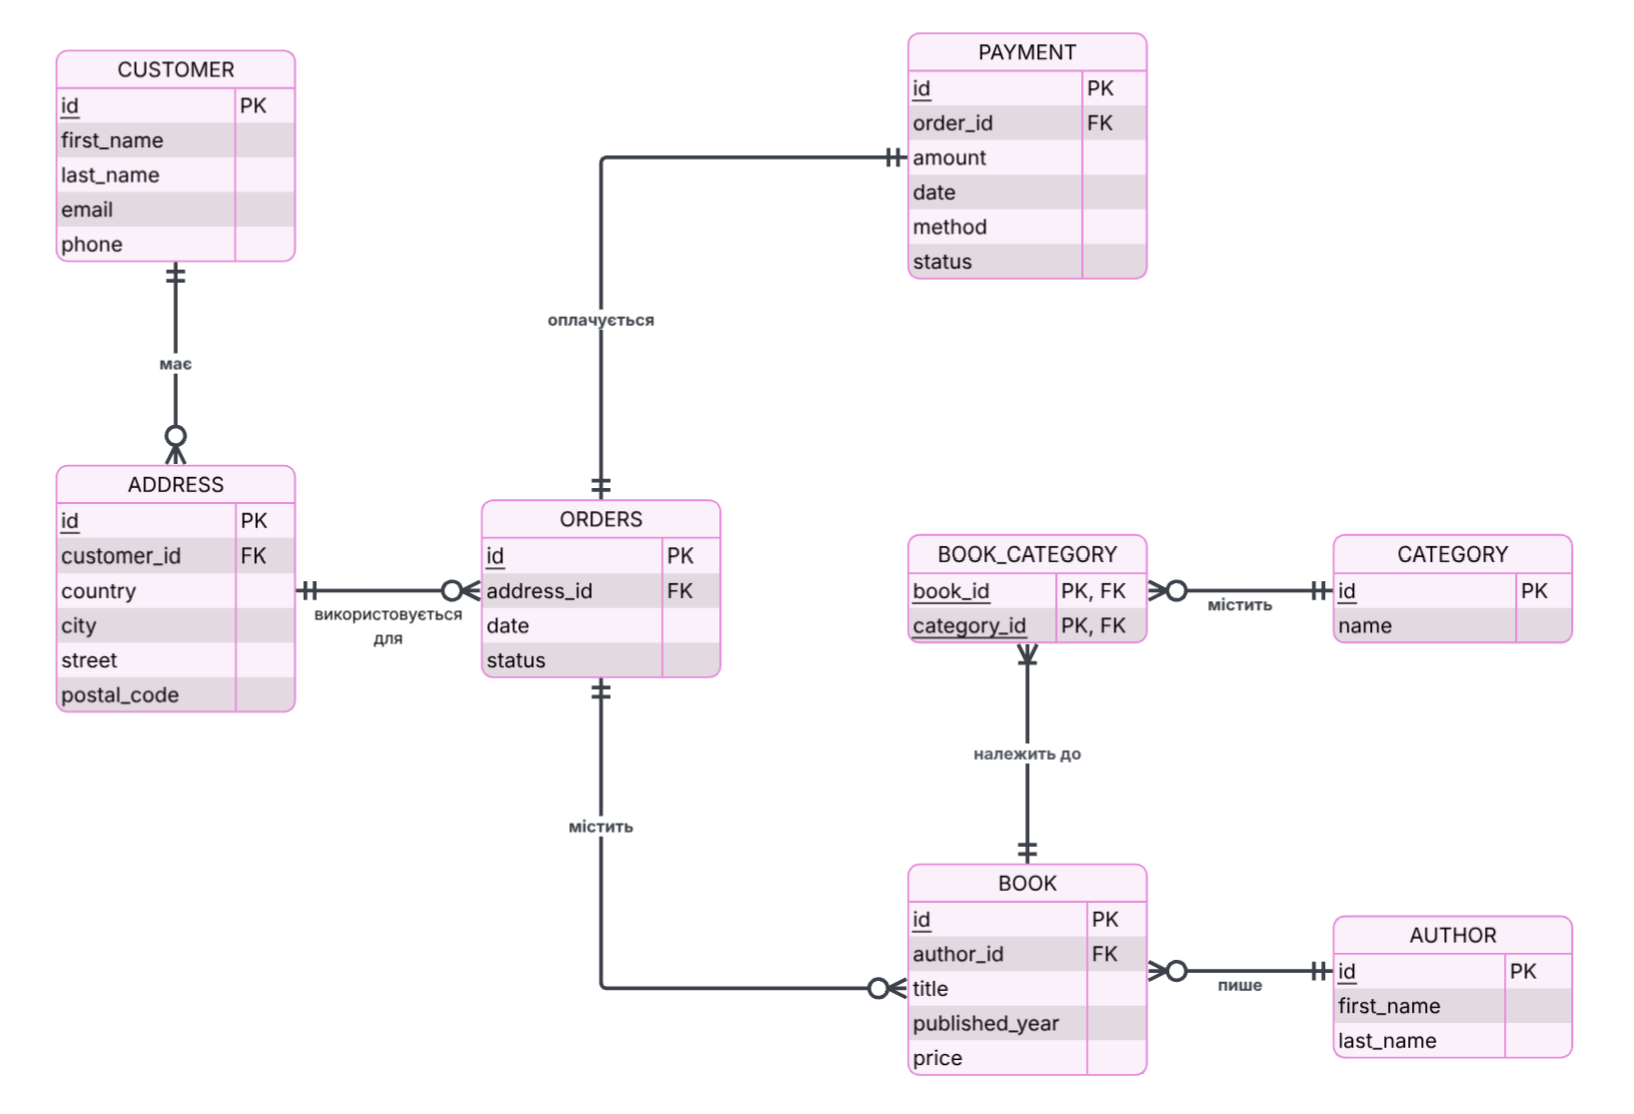 CUSTOMER
id PK
first_name
last_name
email
phone
має
ADDRESS
id PK
customer_id FK
country
city
street
postal_code
використовується
для
PAYMENT
id PK
order_id FK
amount
date
method
status
оплачується
ORDERS
id PK
address_id FK
date
status
містить
BOOK_CATEGORY
book_id PK, FK
category_id PK, FK
містить
CATEGORY
id PK
name
належить до
BOOK
id PK
author_id FK
title
published_year
price
пише
AUTHOR
id PK
first_name
last_name